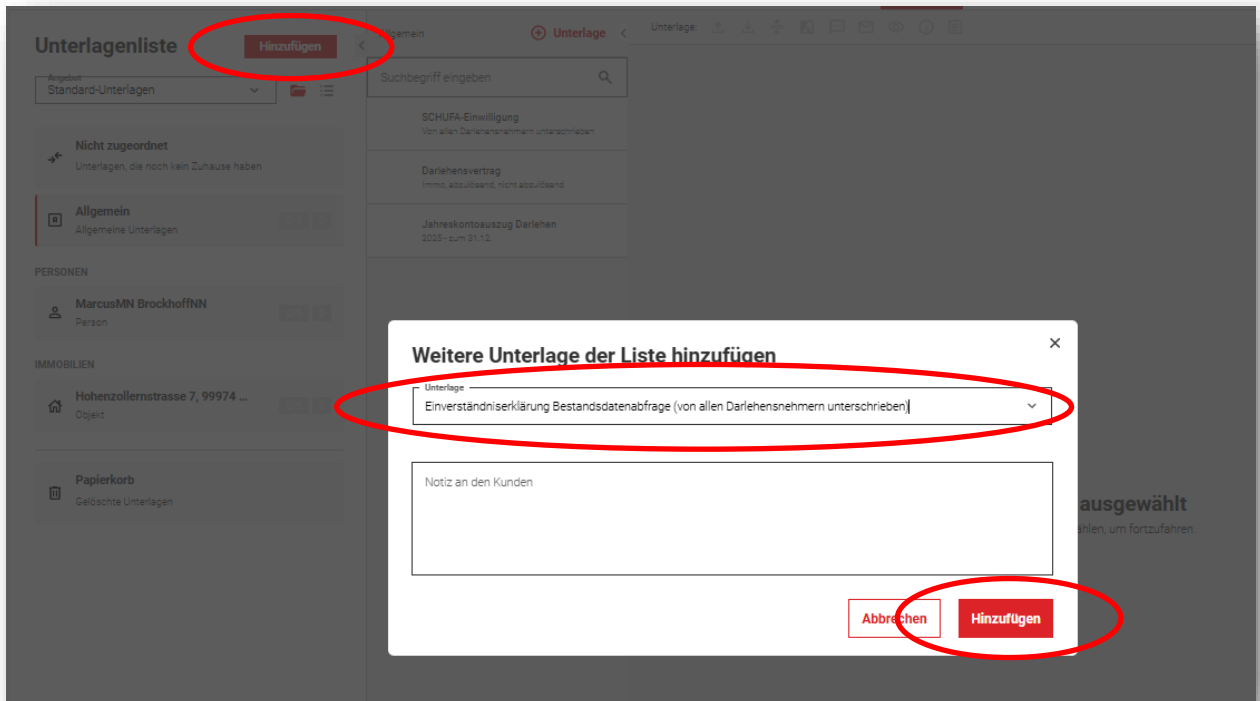 Unterlagenliste
Hinzufügen
Angebot
Standard-Unterlagen
Nicht zugeordnet
Unterlagen, die noch kein Zuhause haben
Allgemein
Allgemeine Unterlagen
PERSONEN
MarcusMN BrockhoffNN
Person
IMMOBILIEN
Hohenzollernstrasse 7, 99974 ...
Objekt
Papierkorb
Gelöschte Unterlagen
Allgemein
Unterlage
Suchbegriff eingeben
SCHUFA-Einwilligung
Von allen Darlehensnehmern unterschrieben
Darlehensvertrag
Immo, abzulösend, nicht abzulösend
Jahreskontoauszug Darlehen
2025 - zum 31.12.
Unterlage:
ausgewählt
ählen, um fortzufahren.
Weitere Unterlage der Liste hinzufügen
Unterlage
Einverständniserklärung Bestandsdatenabfrage (von allen Darlehensnehmern unterschrieben)
Notiz an den Kunden
Abbrechen
Hinzufügen